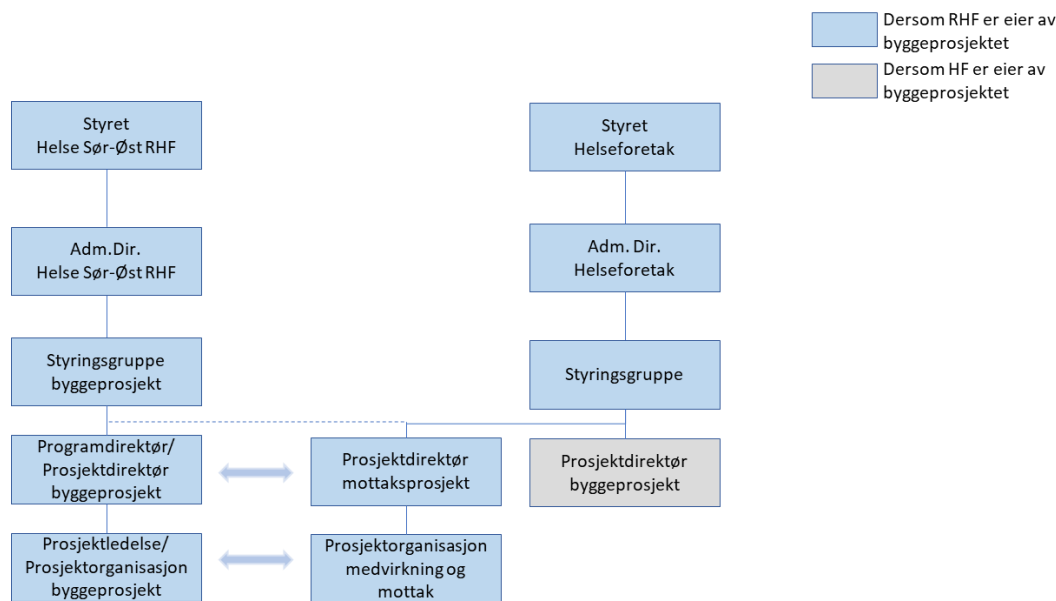 Dersom RHF er eier av
byggeprosjektet
Dersom HF er eier av
byggeprosjektet
Styret
Helse Sør-Øst RHF
Styret
Helseforetak
Adm.Dir.
Helse Sør-Øst RHF
Adm. Dir.
Helseforetak
Styringsgruppe
byggeprosjekt
Styringsgruppe
Programdirektør/
Prosjektdirektør
byggeprosjekt
Prosjektdirektør
mottaksprosjekt
Prosjektdirektør
byggeprosjekt
Prosjektledelse/
Prosjektorganisasjon
byggeprosjekt
Prosjektorganisasjon
medvirkning og
mottak